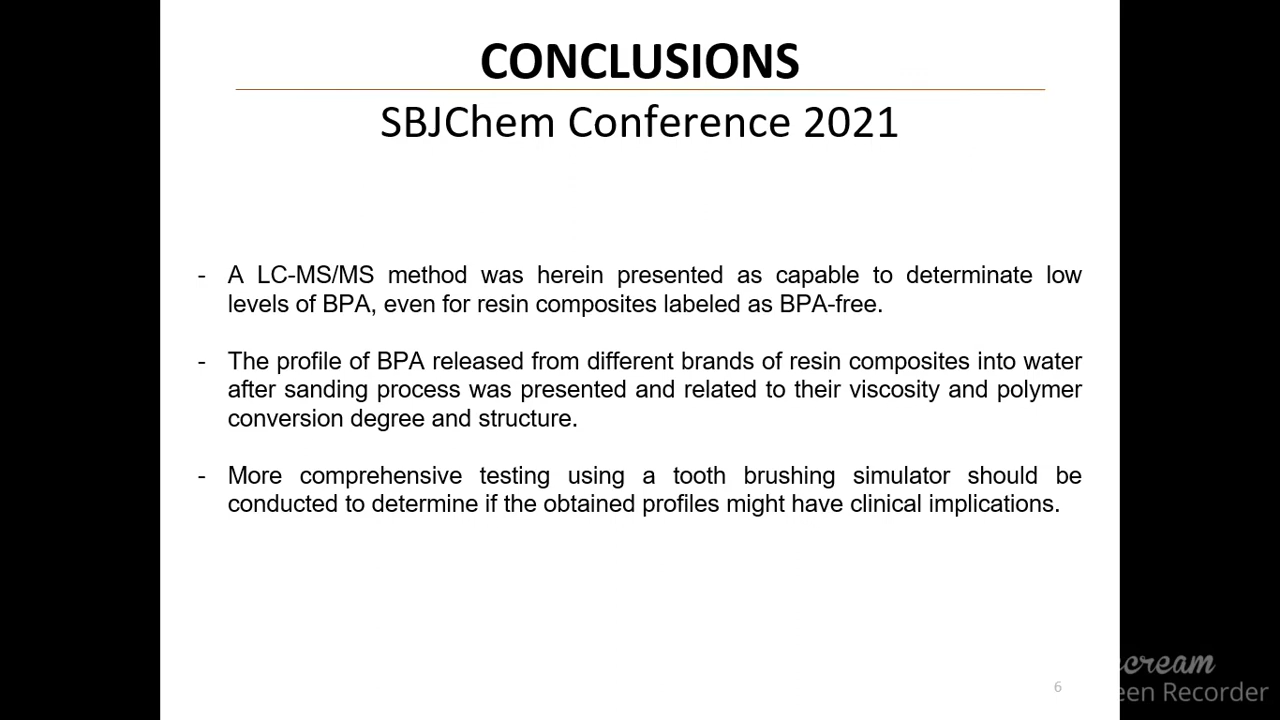 CONCLUSIONS
SBJChem Conference 2021
- A LC-MS/MS method was herein presented as capable to determinate low
levels of BPA, even for resin composites labeled as BPA-free.
- The profile of BPA released from different brands of resin composites into water
after sanding process was presented and related to their viscosity and polymer
conversion degree and structure.
- More comprehensive testing using a tooth brushing simulator should be
conducted to determine if the obtained profiles might have clinical implications.
6
cream
een Recorder